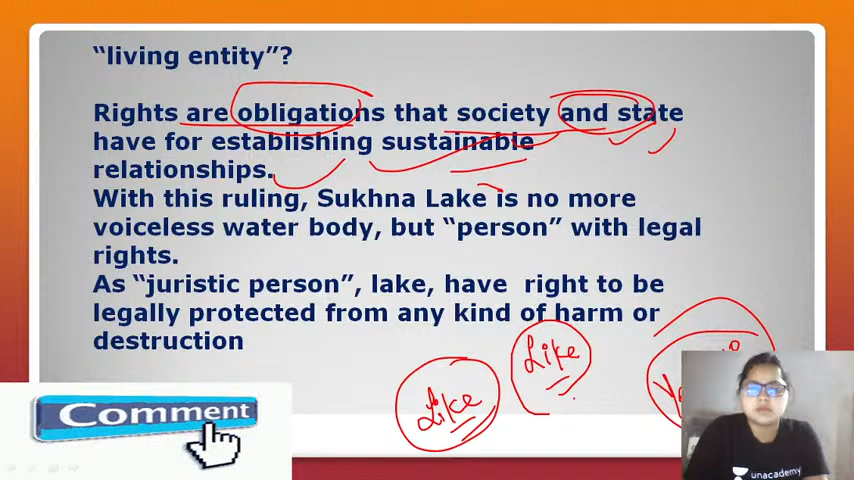 “living entity”?
Rights are obligations that society and state
have for establishing sustainable
relationships.
With this ruling, Sukhna Lake is no more
voiceless water body, but “person” with legal
rights.
As “juristic person”, lake, have right to be
legally protected from any kind of harm or
destruction
Like
Like
Comment
unacademy